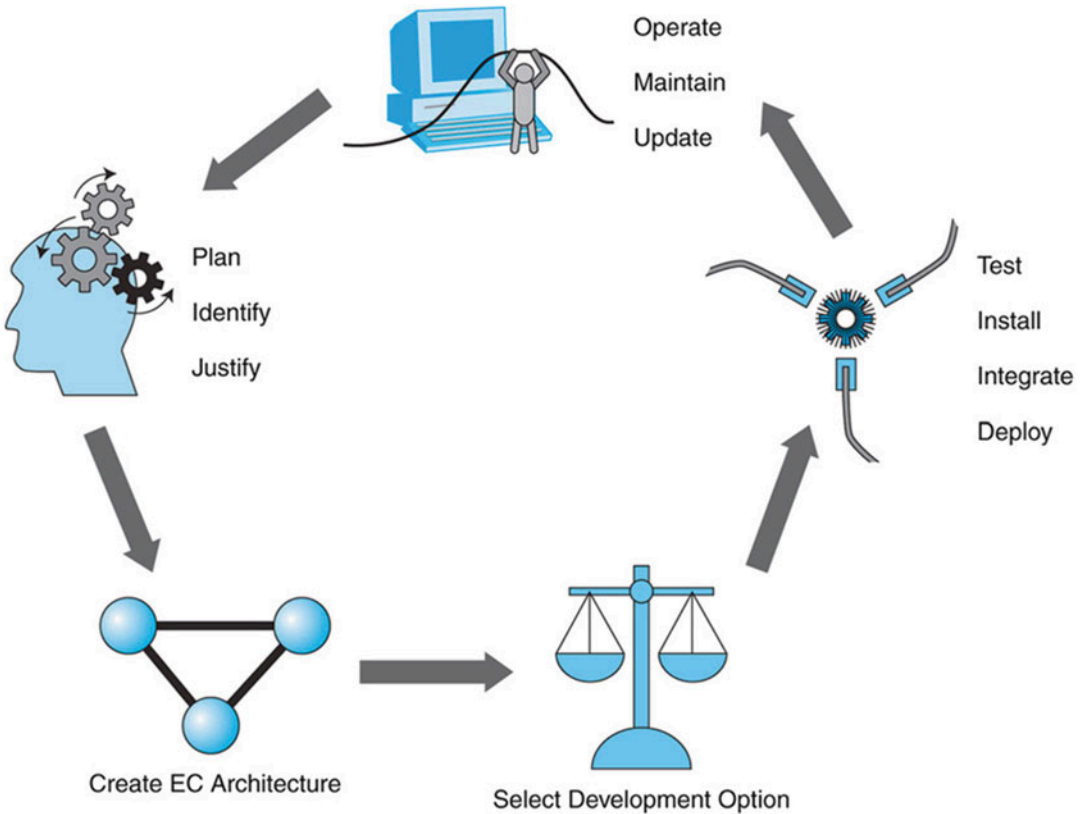 Operate
Maintain
Update
Plan
Identify
Justify
Test
Install
Integrate
Deploy
Create EC Architecture
Select Development Option